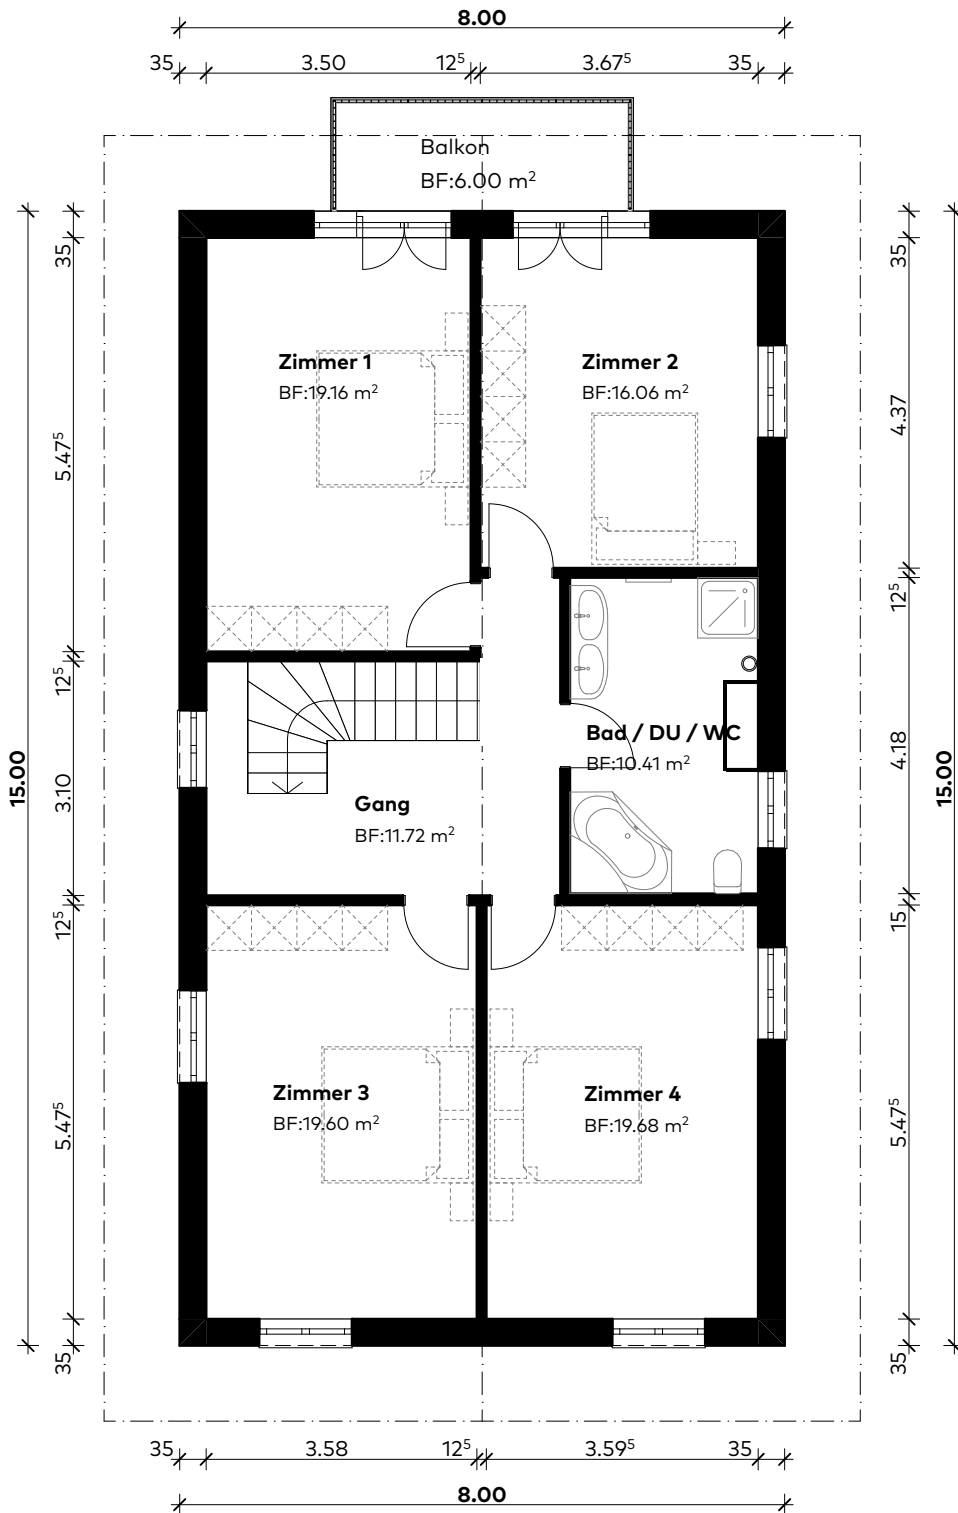 8.00
35 3.50 12⁵ 3.67⁵ 35
Balkon
BF:6.00 m²
35
35
Zimmer 1
BF:19.16 m²
Zimmer 2
BF:16.06 m²
5.47⁵
4.37
12⁵
12⁵
Bad / DU / WC
BF:10.41 m²
15.00
3.10
4.18
15.00
Gang
BF:11.72 m²
12⁵
15
Zimmer 3
BF:19.60 m²
Zimmer 4
BF:19.68 m²
5.47⁵
5.47⁵
35
35
35 3.58 12⁵ 3.59⁵ 35
8.00